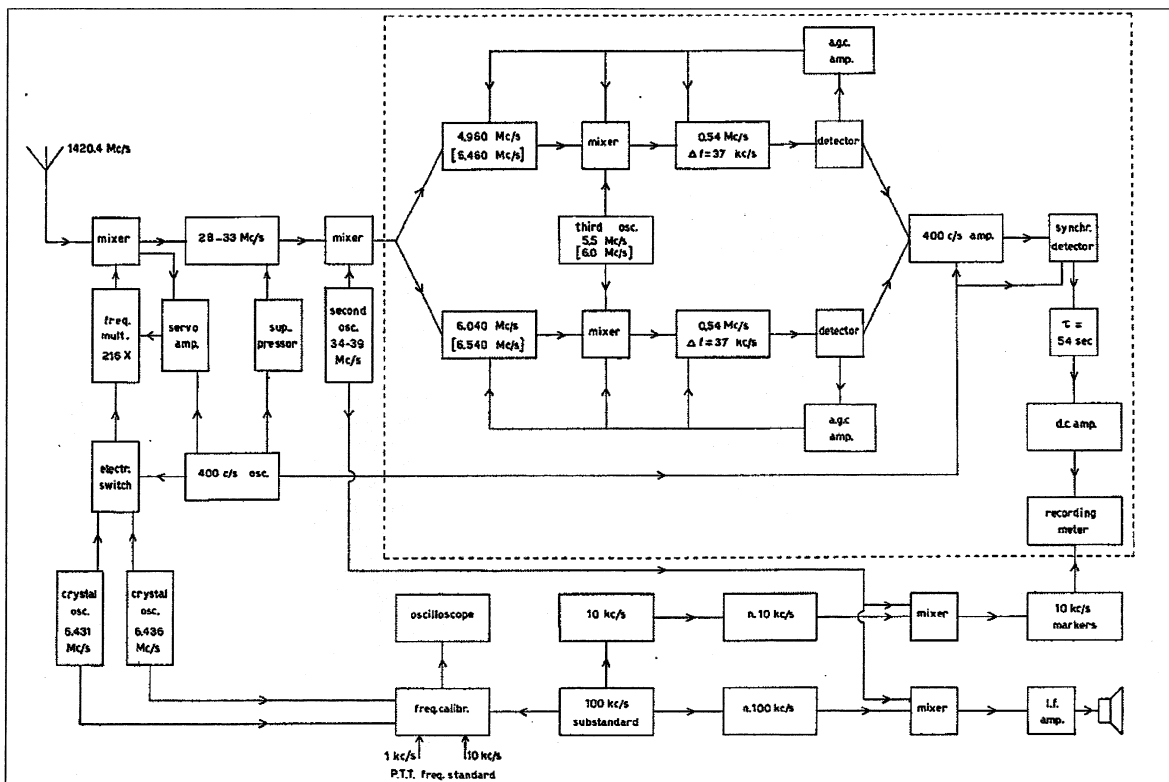 a.g.c.
amp.
1420.4 Mc/s
4.960 Mc/s
[5.460 Mc/s]
mixer
0.54 Mc/s
Δf=37 kc/s
detector
mixer
28-33 Mc/s
mixer
third osc.
5.5 Mc/s
[6.0 Mc/s]
400 c/s amp.
synchr.
detector
freq.
mult.
216 X
servo
amp.
sup_
pressor
second
osc.
34-39
Mc/s
6.040 Mc/s
[6.540 Mc/s]
mixer
0.54 Mc/s
Δf=37 kc/s
detector
τ =
54 sec
a.g.c
amp.
d.c. amp.
electr.
switch
400 c/s osc.
recording
meter
crystal
osc.
6.431
Mc/s
crystal
osc.
6.436
Mc/s
oscilloscope
10 kc/s
n.10 kc/s
mixer
10 kc/s
markers
freq.calibr.
100 kc/s
substandard
n.100 kc/s
mixer
l.f.
amp.
1 kc/s
10 kc/s
P.T.T. freq. standard